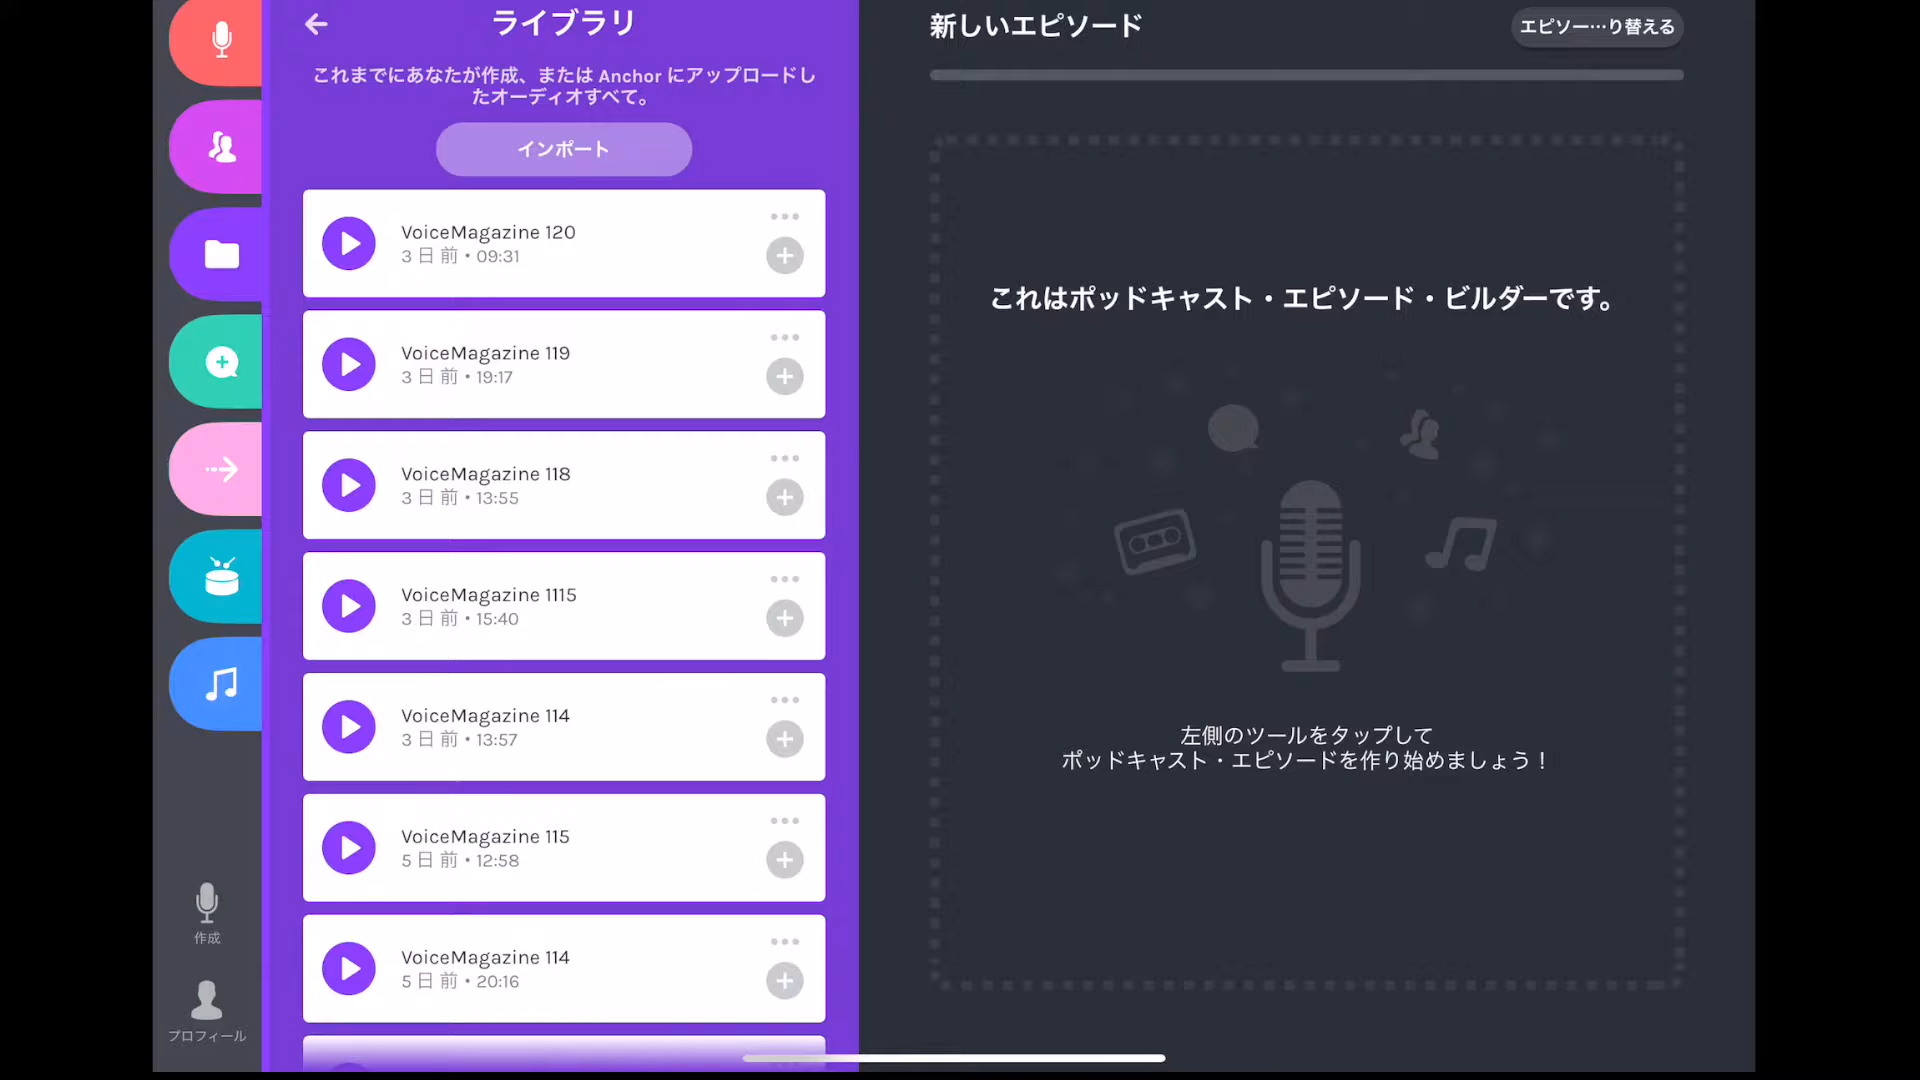 ライブラリ
これまでにあなたが作成、または Anchor にアップロードし
たオーディオすべて。
インポート
VoiceMagazine 120
3 日 前 • 09:31
VoiceMagazine 119
3 日 前 • 19:17
VoiceMagazine 118
3 日 前 • 13:55
VoiceMagazine 1115
3 日 前 • 15:40
VoiceMagazine 114
3 日 前 • 13:57
VoiceMagazine 115
5 日 前 • 12:58
VoiceMagazine 114
5 日 前 • 20:16
作成
プロフィール
新しいエピソード
エピソー…り替える
これはポッドキャスト・エピソード・ビルダーです。
左側のツールをタップして
ポッドキャスト・エピソードを作り始めましょう！